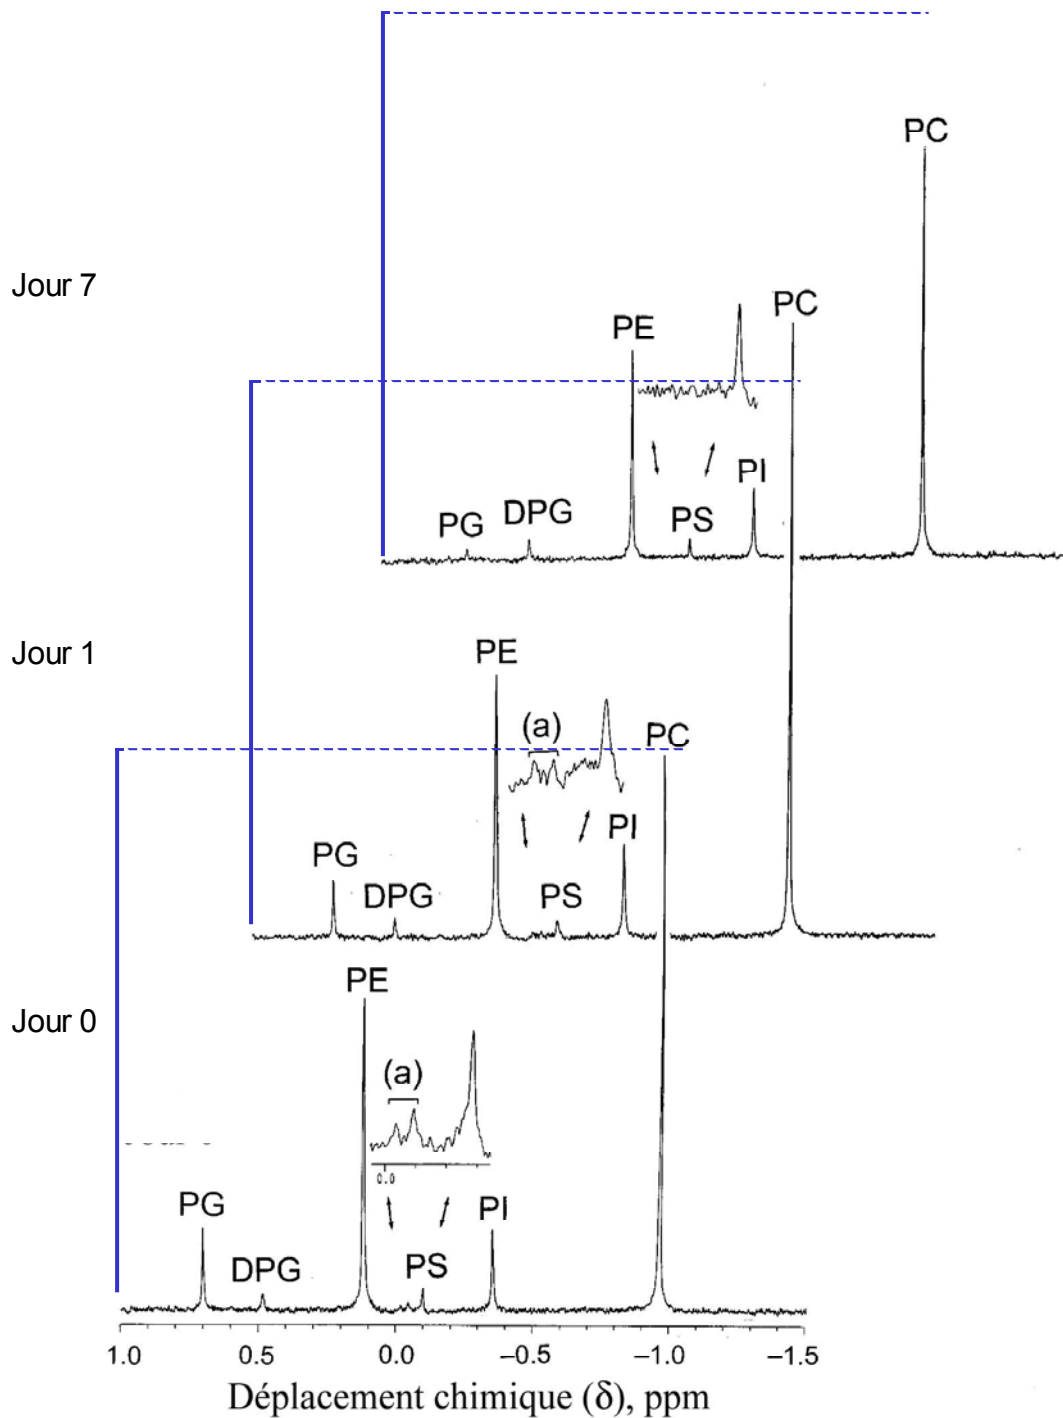 PC
Jour 7
PC
PE
PI
PG
DPG
PS
Jour 1
PE
(a)
PC
PI
PG
DPG
PS
PE
Jour 0
(a)
0.0
PG
PI
DPG
PS
1.0 0.5 0.0 –0.5 –1.0 –1.5
Déplacement chimique (δ), ppm